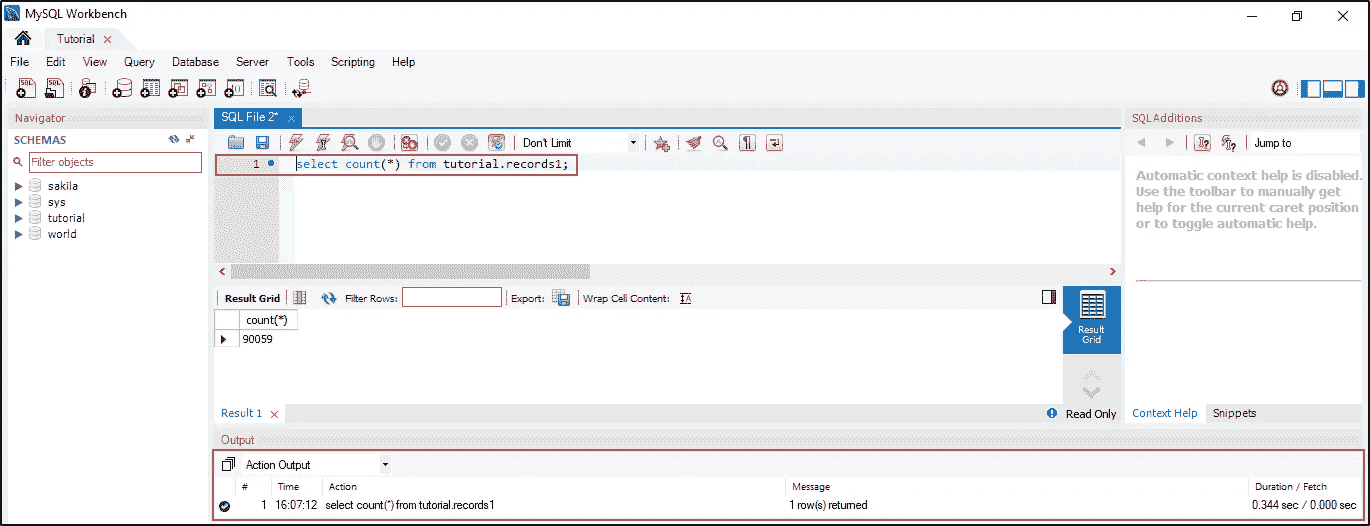 MySQL Workbench
Tutorial
File Edit View Query Database Server Tools Scripting Help
Navigator
SCHEMAS
Filter objects
sakila
sys
tutorial
world
SQL File 2*
Don't Limit
1 select count(*) from tutorial.records1;
Result Grid Filter Rows: Export: Wrap Cell Content:
count(*)
90059
Result
Grid
Result 1
Read Only
SQLAdditions
Jump to
Automatic context help is disabled.
Use the toolbar to manually get
help for the current caret position
or to toggle automatic help.
Context Help Snippets
Output
Action Output
# Time Action Message Duration / Fetch
1 16:07:12 select count(*) from tutorial.records1 1 row(s) returned 0.344 sec / 0.000 sec